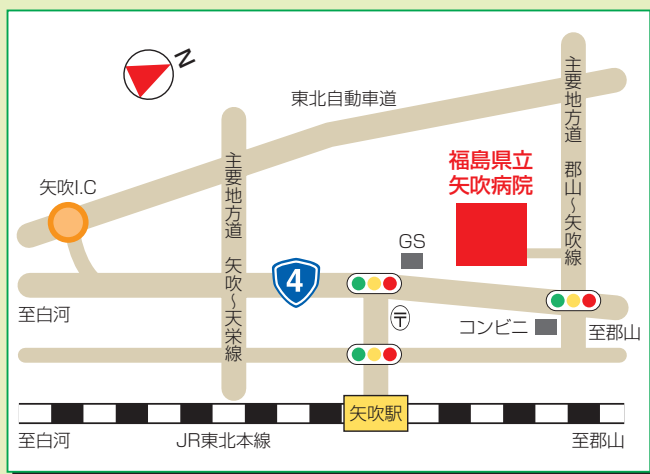 N
東北自動車道
主要地方道 郡山~矢吹線
主要地方道 矢吹~天栄線
福島県立
矢吹病院
矢吹I.C
GS
4
至白河
〒
コンビニ
至郡山
矢吹駅
至白河
JR東北本線
至郡山